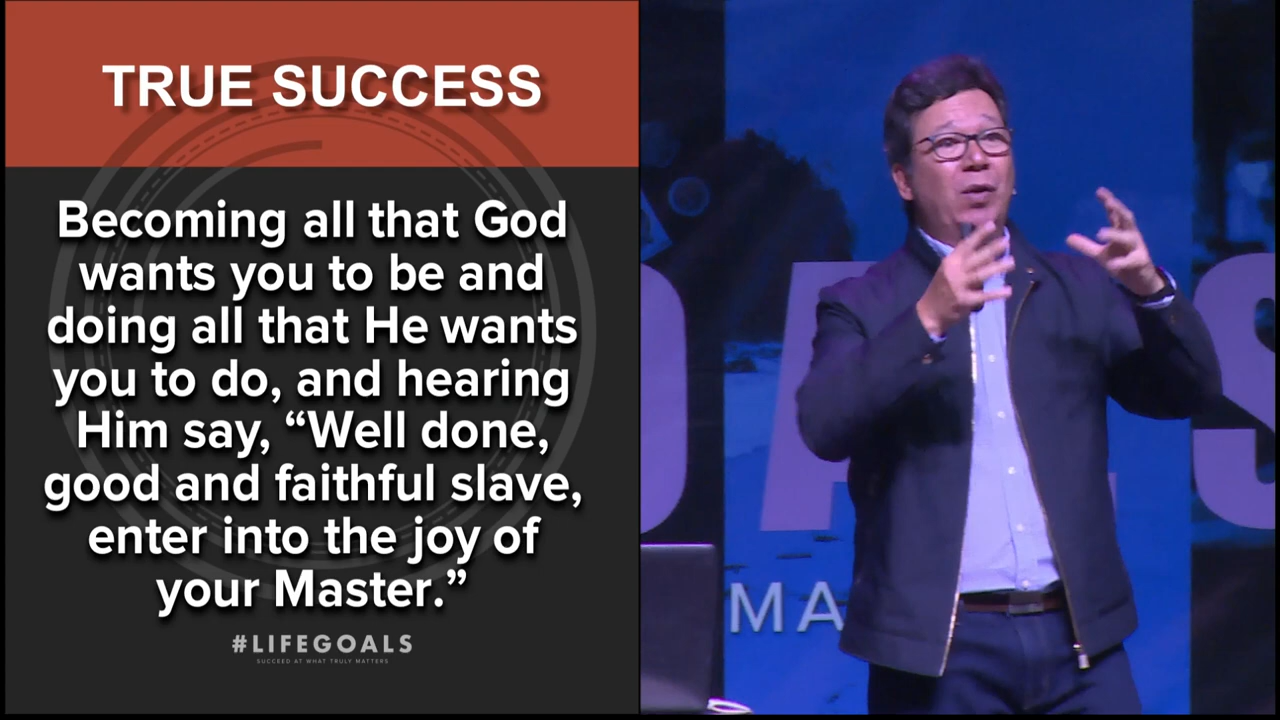 TRUE SUCCESS
Becoming all that God
wants you to be and
doing all that He wants
you to do, and hearing
Him say, “Well done,
good and faithful slave,
enter into the joy of
your Master.”
#LIFEGOALS
SUCCEED AT WHAT TRULY MATTERS
OALS
MA